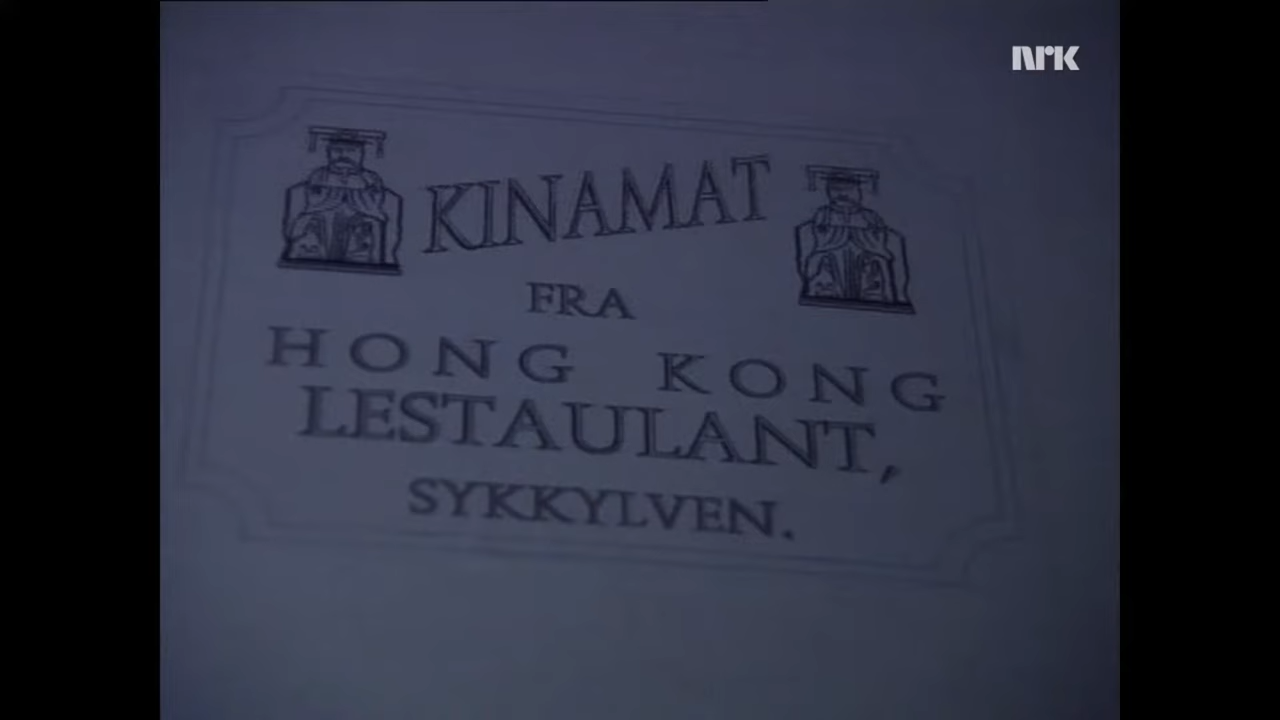 NRK
KINAMAT
FRA
HONG KONG
LESTAULANT,
SYKKYLVEN.